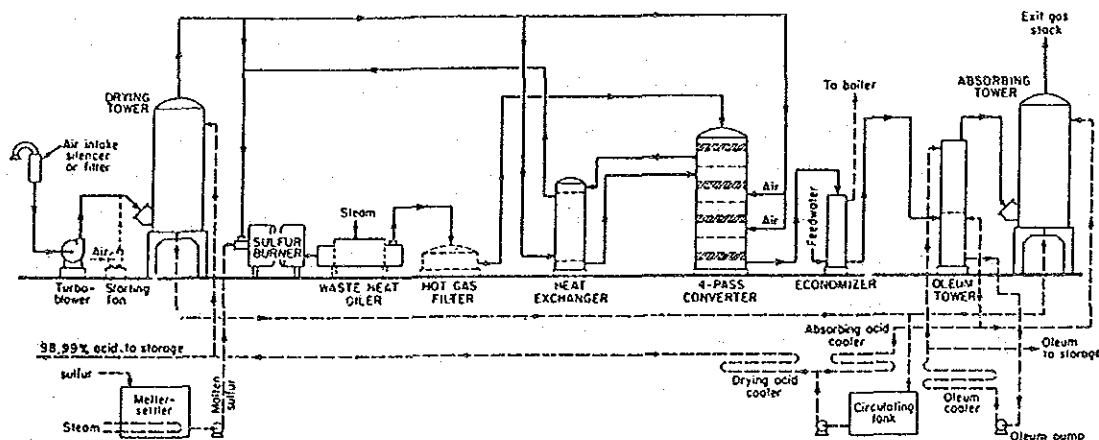 Exit gas
stack
DRYING
TOWER
ABSORBING
TOWER
To boiler
Air intake
silencer
or filter
Air
Steam
Air
Feedwater
Air
SULFUR
BURNER
Turbo-
blower
Starting
fan
WASTE HEAT
OILER
HOT GAS
FILTER
HEAT
EXCHANGER
4-PASS
CONVERTER
ECONOMIZER
OLEUM
TOWER
98,99% acid to storage
Absorbing acid
cooler
Oleum
to storage
sulfur
Melter-
settler
Molten
sulfur
Drying acid
cooler
Circulating
tank
Oleum
cooler
Steam
Oleum pump